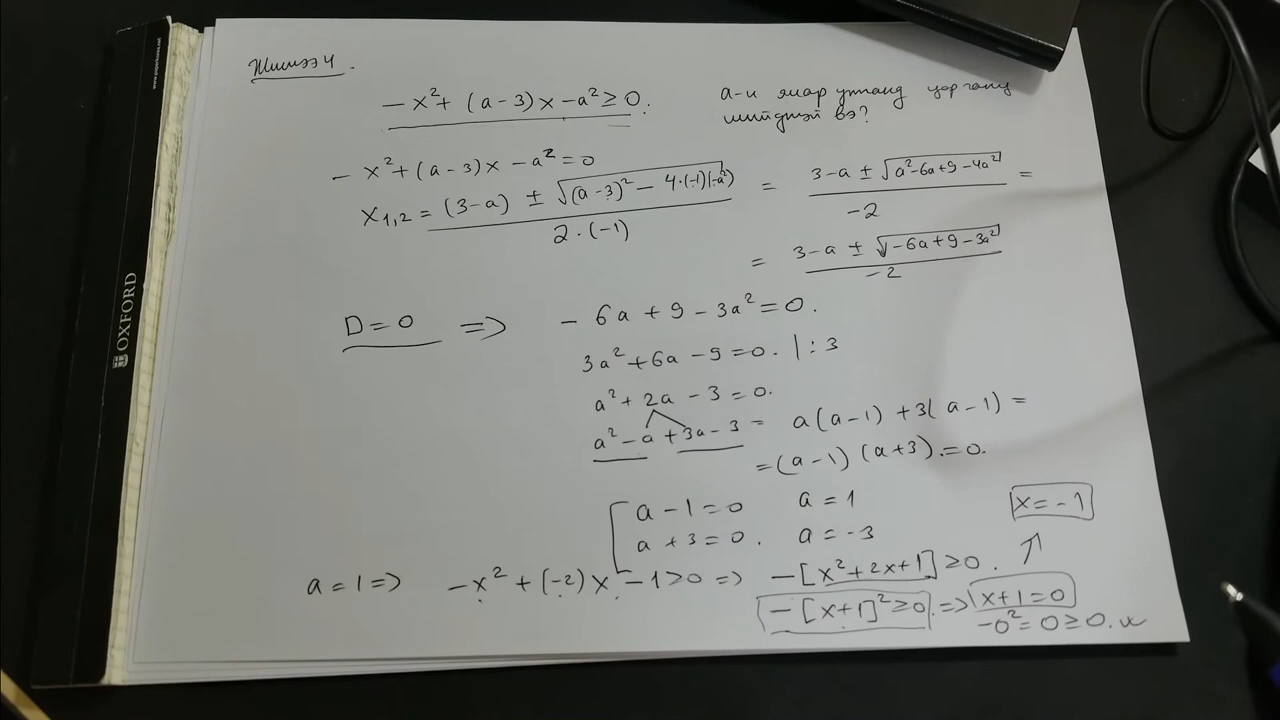 Жишээ 4.
-x²+ (a-3)x -a² ≥ 0.
a-н ямар утганд
шийдтэй вэ?
-x²+(a-3)x -a²=0
x₁,₂ = ((3-a) ± √((a-3)² - 4·(-1)(-a²))) / (2·(-1)) = (3-a ± √(a²-6a+9-4a²)) / -2 =
= (3-a ± √(-6a+9-3a²)) / -2
D=0 => -6a+9-3a²=0.
3a²+6a-9=0. |:3
a²+2a-3=0.
a²-a+3a-3 = a(a-1)+3(a-1) =
=(a-1)(a+3).=0.
[ a-1=0 a=1
a+3=0. a=-3
x=-1
a=1=> -x²+(-2)x-1≥0 => -[x²+2x+1]≥0. ↗
-[x+1]²≥0. => x+1=0
-0²=0≥0.
OXFORD